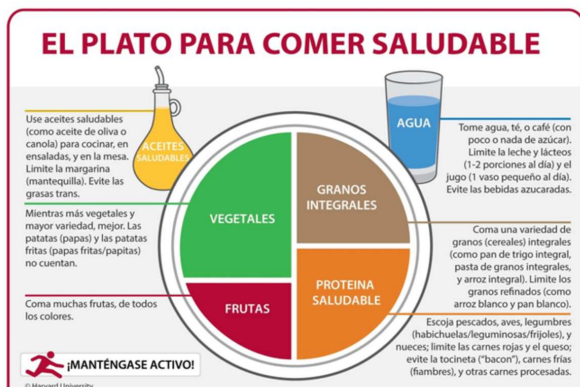 EL PLATO PARA COMER SALUDABLE
Use aceites saludables
(como aceite de oliva o
canola) para cocinar, en
ensaladas, y en la mesa.
Limite la margarina
(mantequilla). Evite las
grasas trans.
ACEITES
SALUDABLES
AGUA
Tome agua, té, o café (con
poco o nada de azúcar).
Limite la leche y lácteos
(1-2 porciones al día) y el
jugo (1 vaso pequeño al día).
Evite las bebidas azucaradas.
Mientras más vegetales y
mayor variedad, mejor. Las
patatas (papas) y las patatas
fritas (papas fritas/papitas)
no cuentan.
VEGETALES
GRANOS
INTEGRALES
Coma una variedad de
granos (cereales) integrales
(como pan de trigo integral,
pasta de granos integrales,
y arroz integral). Limite los
granos refinados (como
arroz blanco y pan blanco).
Coma muchas frutas, de todos
los colores.
FRUTAS
PROTEINA
SALUDABLE
Escoja pescados, aves, legumbres
(habichuelas/leguminosas/frijoles), y
nueces; limite las carnes rojas y el queso;
evite la tocineta ("bacon"), carnes frías
(fiambres), y otras carnes procesadas.
¡MANTÉNGASE ACTIVO!
© Harvard University